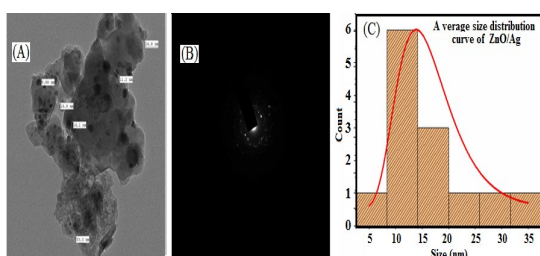 (A)
(B)
(C)
A verage size distribution
curve of ZnO/Ag
Count
6
5
4
3
2
1
5 10 15 20 25 30 35
Size (nm)